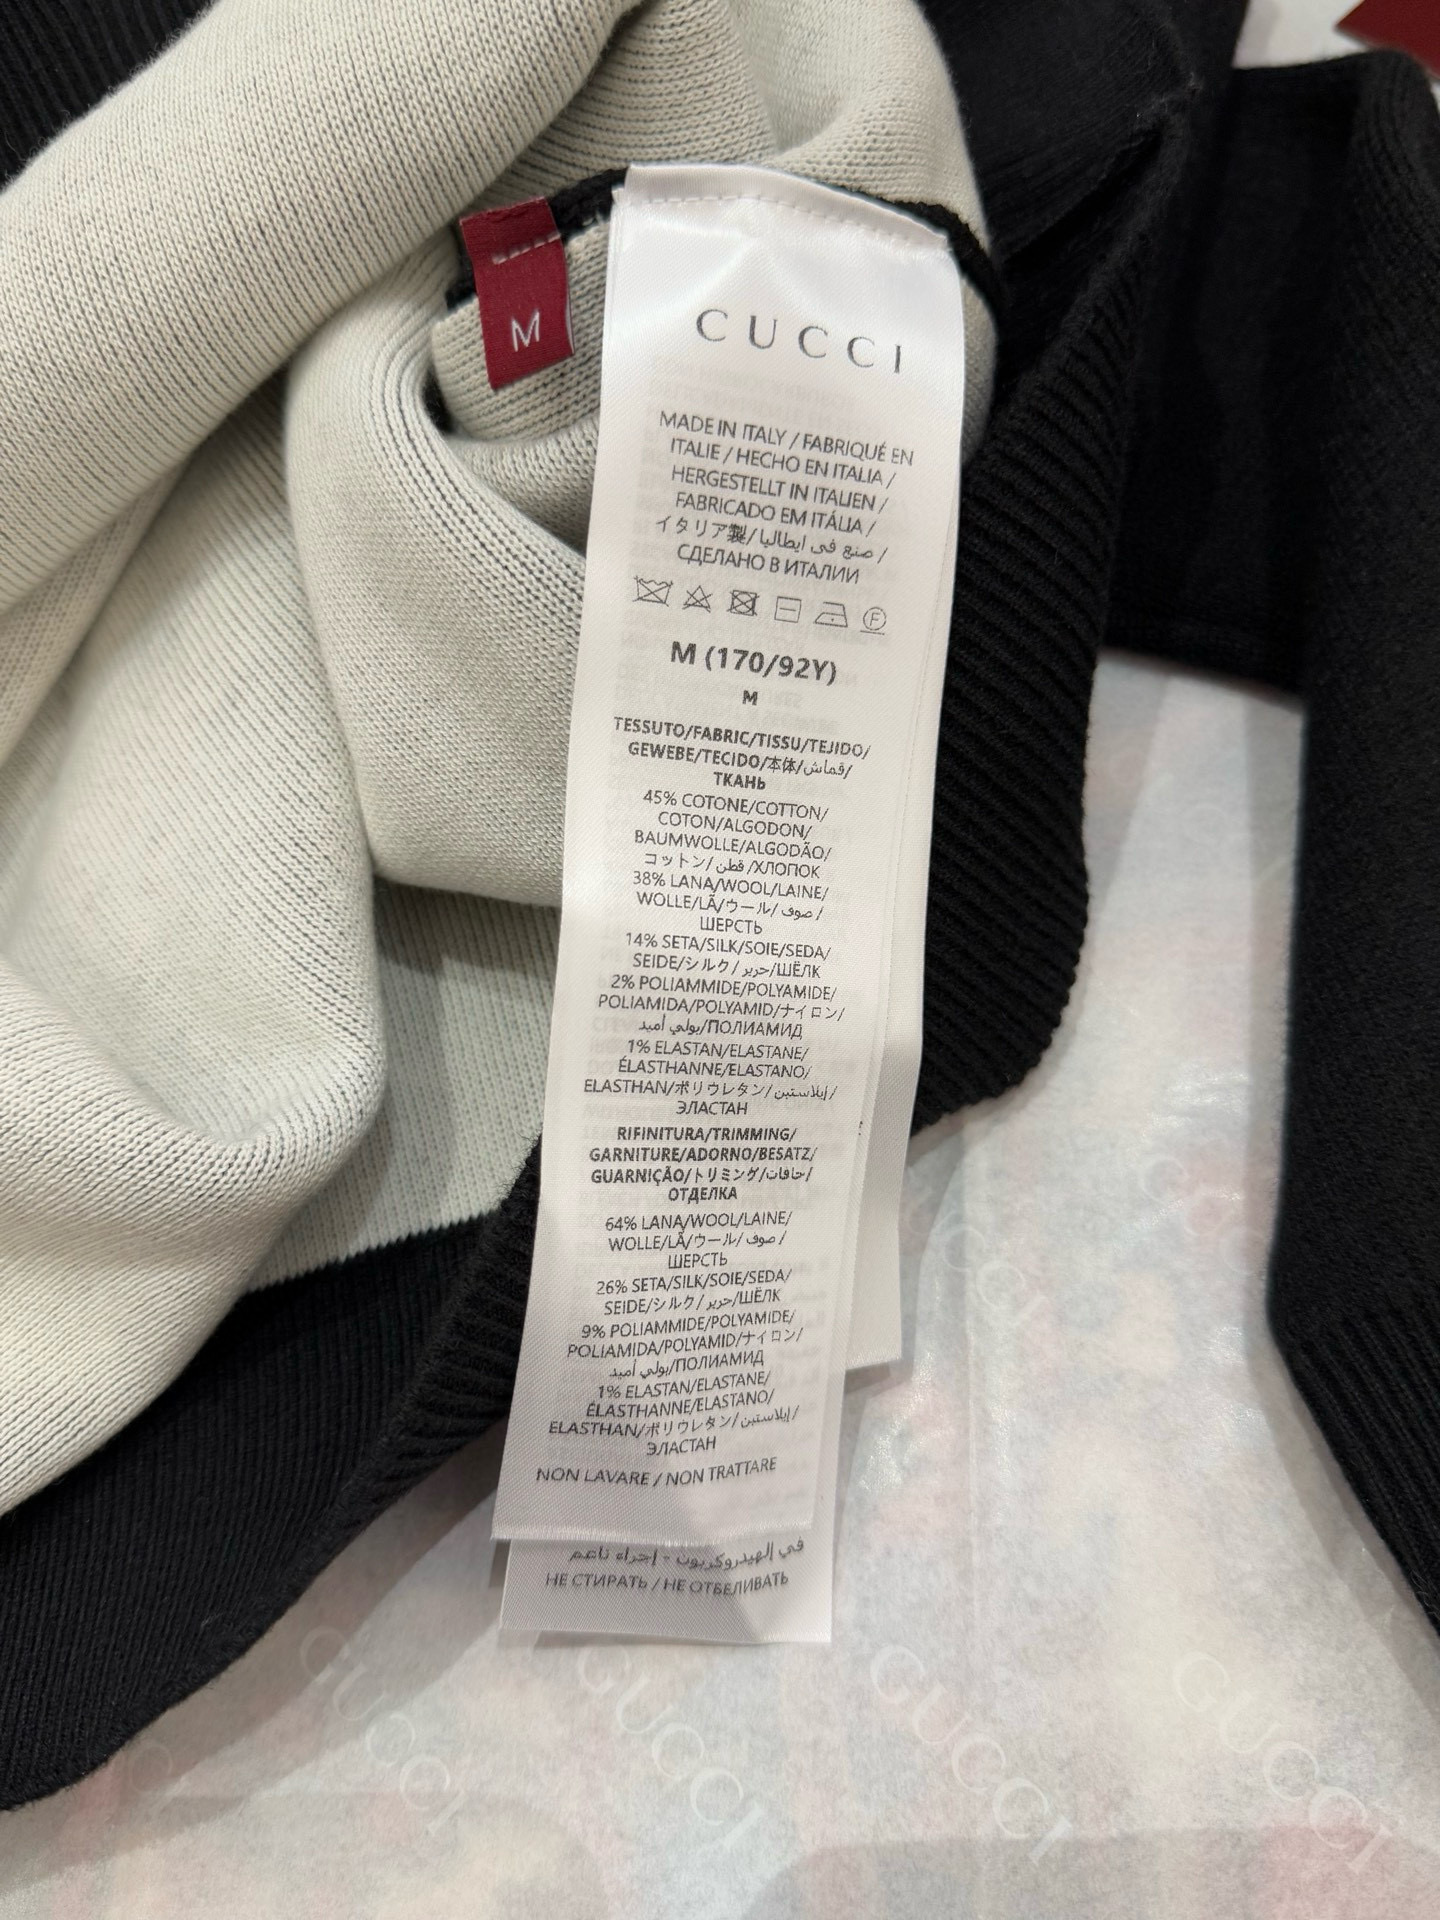 M
CUCCI
MADE IN ITALY / FABRIQUÉ EN
ITALIE / HECHO EN ITALIA /
HERGESTELLT IN ITALIEN /
FABRICADO EM ITÁLIA /
イタリア製/ صنع في ايطاليا /
СДЕЛАНО В ИТАЛИИ
F
M (170/92Y)
M
TESSUTO/FABRIC/TISSU/TEJIDO/
GEWEBE/TECIDO/本体/قماش/
ТКАНЬ
45% COTONE/COTTON/
COTON/ALGODON/
BAUMWOLLE/ALGODÃO/
コットン/ قطن /ХЛОПОК
38% LANA/WOOL/LAINE/
WOLLE/LÃ/ウール/ صوف /
ШЕРСТЬ
14% SETA/SILK/SOIE/SEDA/
SEIDE/シルク/ حرير/ШЁЛК
2% POLIAMMIDE/POLYAMIDE/
POLIAMIDA/POLYAMID/ナイロン/
بولي أميد/ПОЛИАМИД
1% ELASTAN/ELASTANE/
ÉLASTHANNE/ELASTANO/
ELASTHAN/ポリウレタン/إيلاستين/
ЭЛАСТАН
RIFINITURA/TRIMMING/
GARNITURE/ADORNO/BESATZ/
GUARNIÇÃO/トリミング/حافات/
ОТДЕЛКА
64% LANA/WOOL/LAINE/
WOLLE/LÃ/ウール/ صوف /
ШЕРСТЬ
26% SETA/SILK/SOIE/SEDA/
SEIDE/シルク/ حرير/ШЁЛК
9% POLIAMMIDE/POLYAMIDE/
POLIAMIDA/POLYAMID/ナイロン/
بولي أميد/ПОЛИАМИД
1% ELASTAN/ELASTANE/
ÉLASTHANNE/ELASTANO/
ELASTHAN/ポリウレタン/إيلاستين/
ЭЛАСТАН
NON LAVARE / NON TRATTARE
في الهيدروكربون - إجراء ناعم
НЕ СТИРАТЬ / НЕ ОТБЕЛИВАТЬ
GUCCI
GUCCI
GUCCI
GUCCI